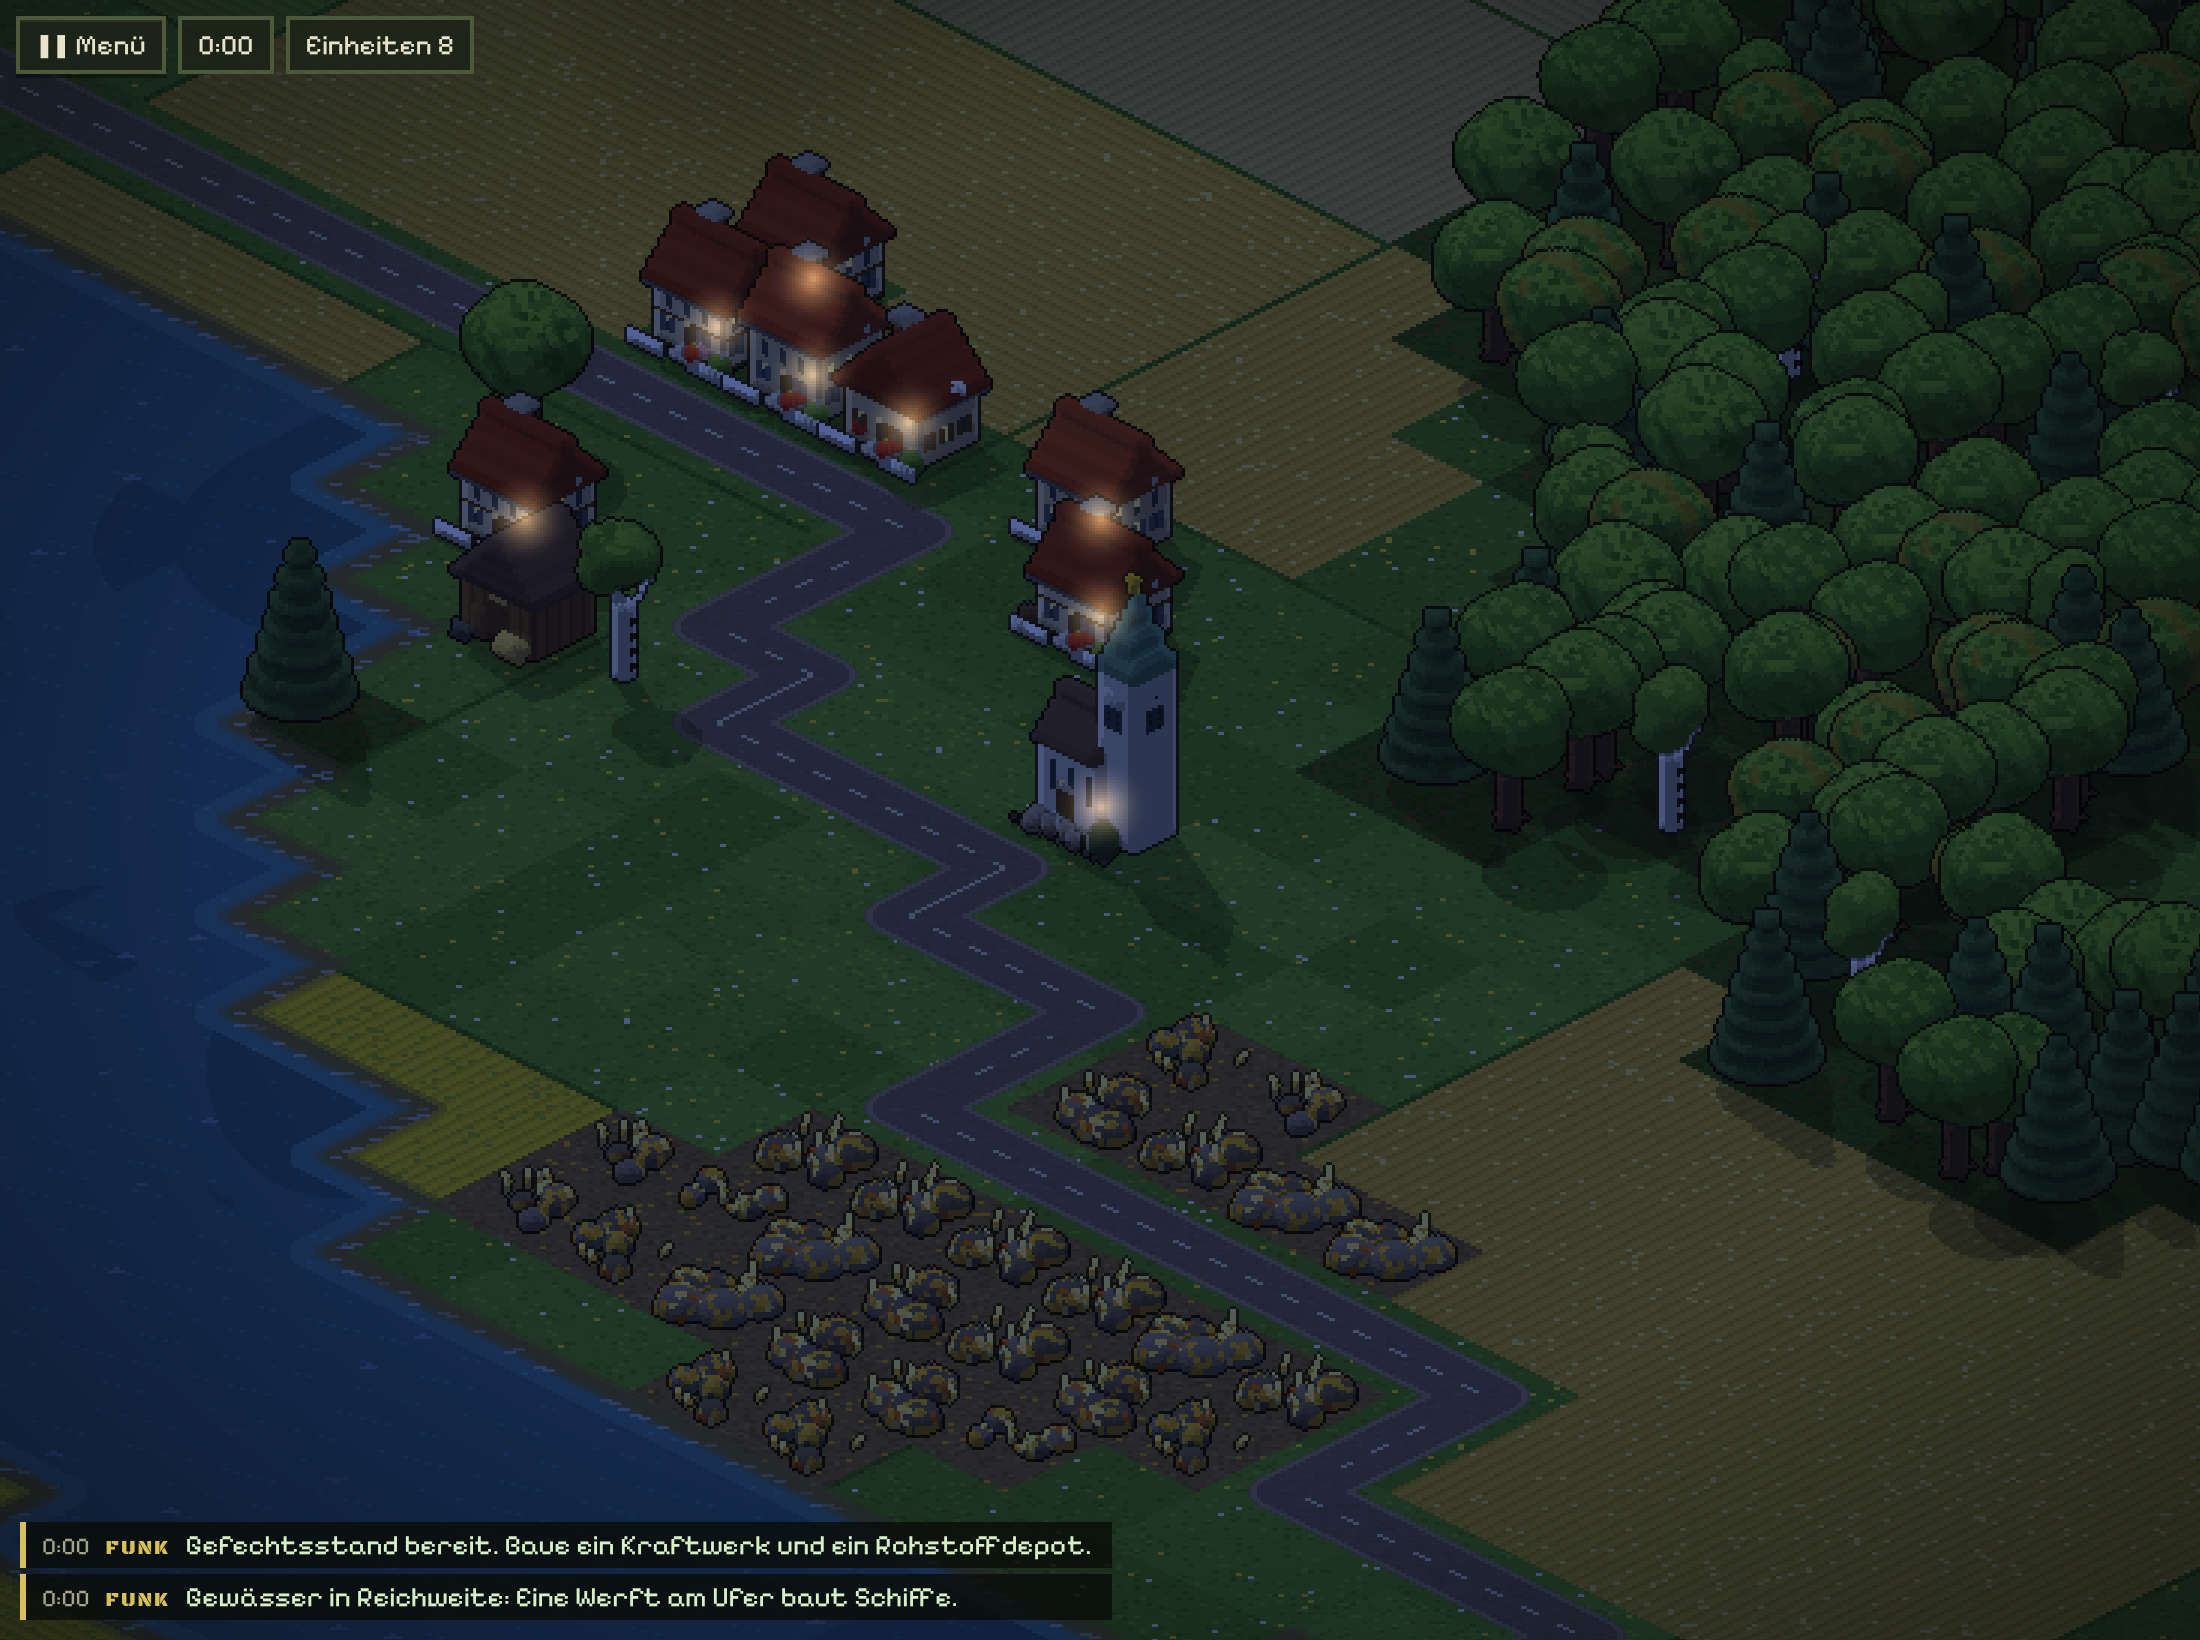 Menü
0:00
Einheiten 8
0:00 FUNK Gefechtsstand bereit. Baue ein Kraftwerk und ein Rohstoffdepot.
0:00 FUNK Gewässer in Reichweite: Eine Werft am Ufer baut Schiffe.